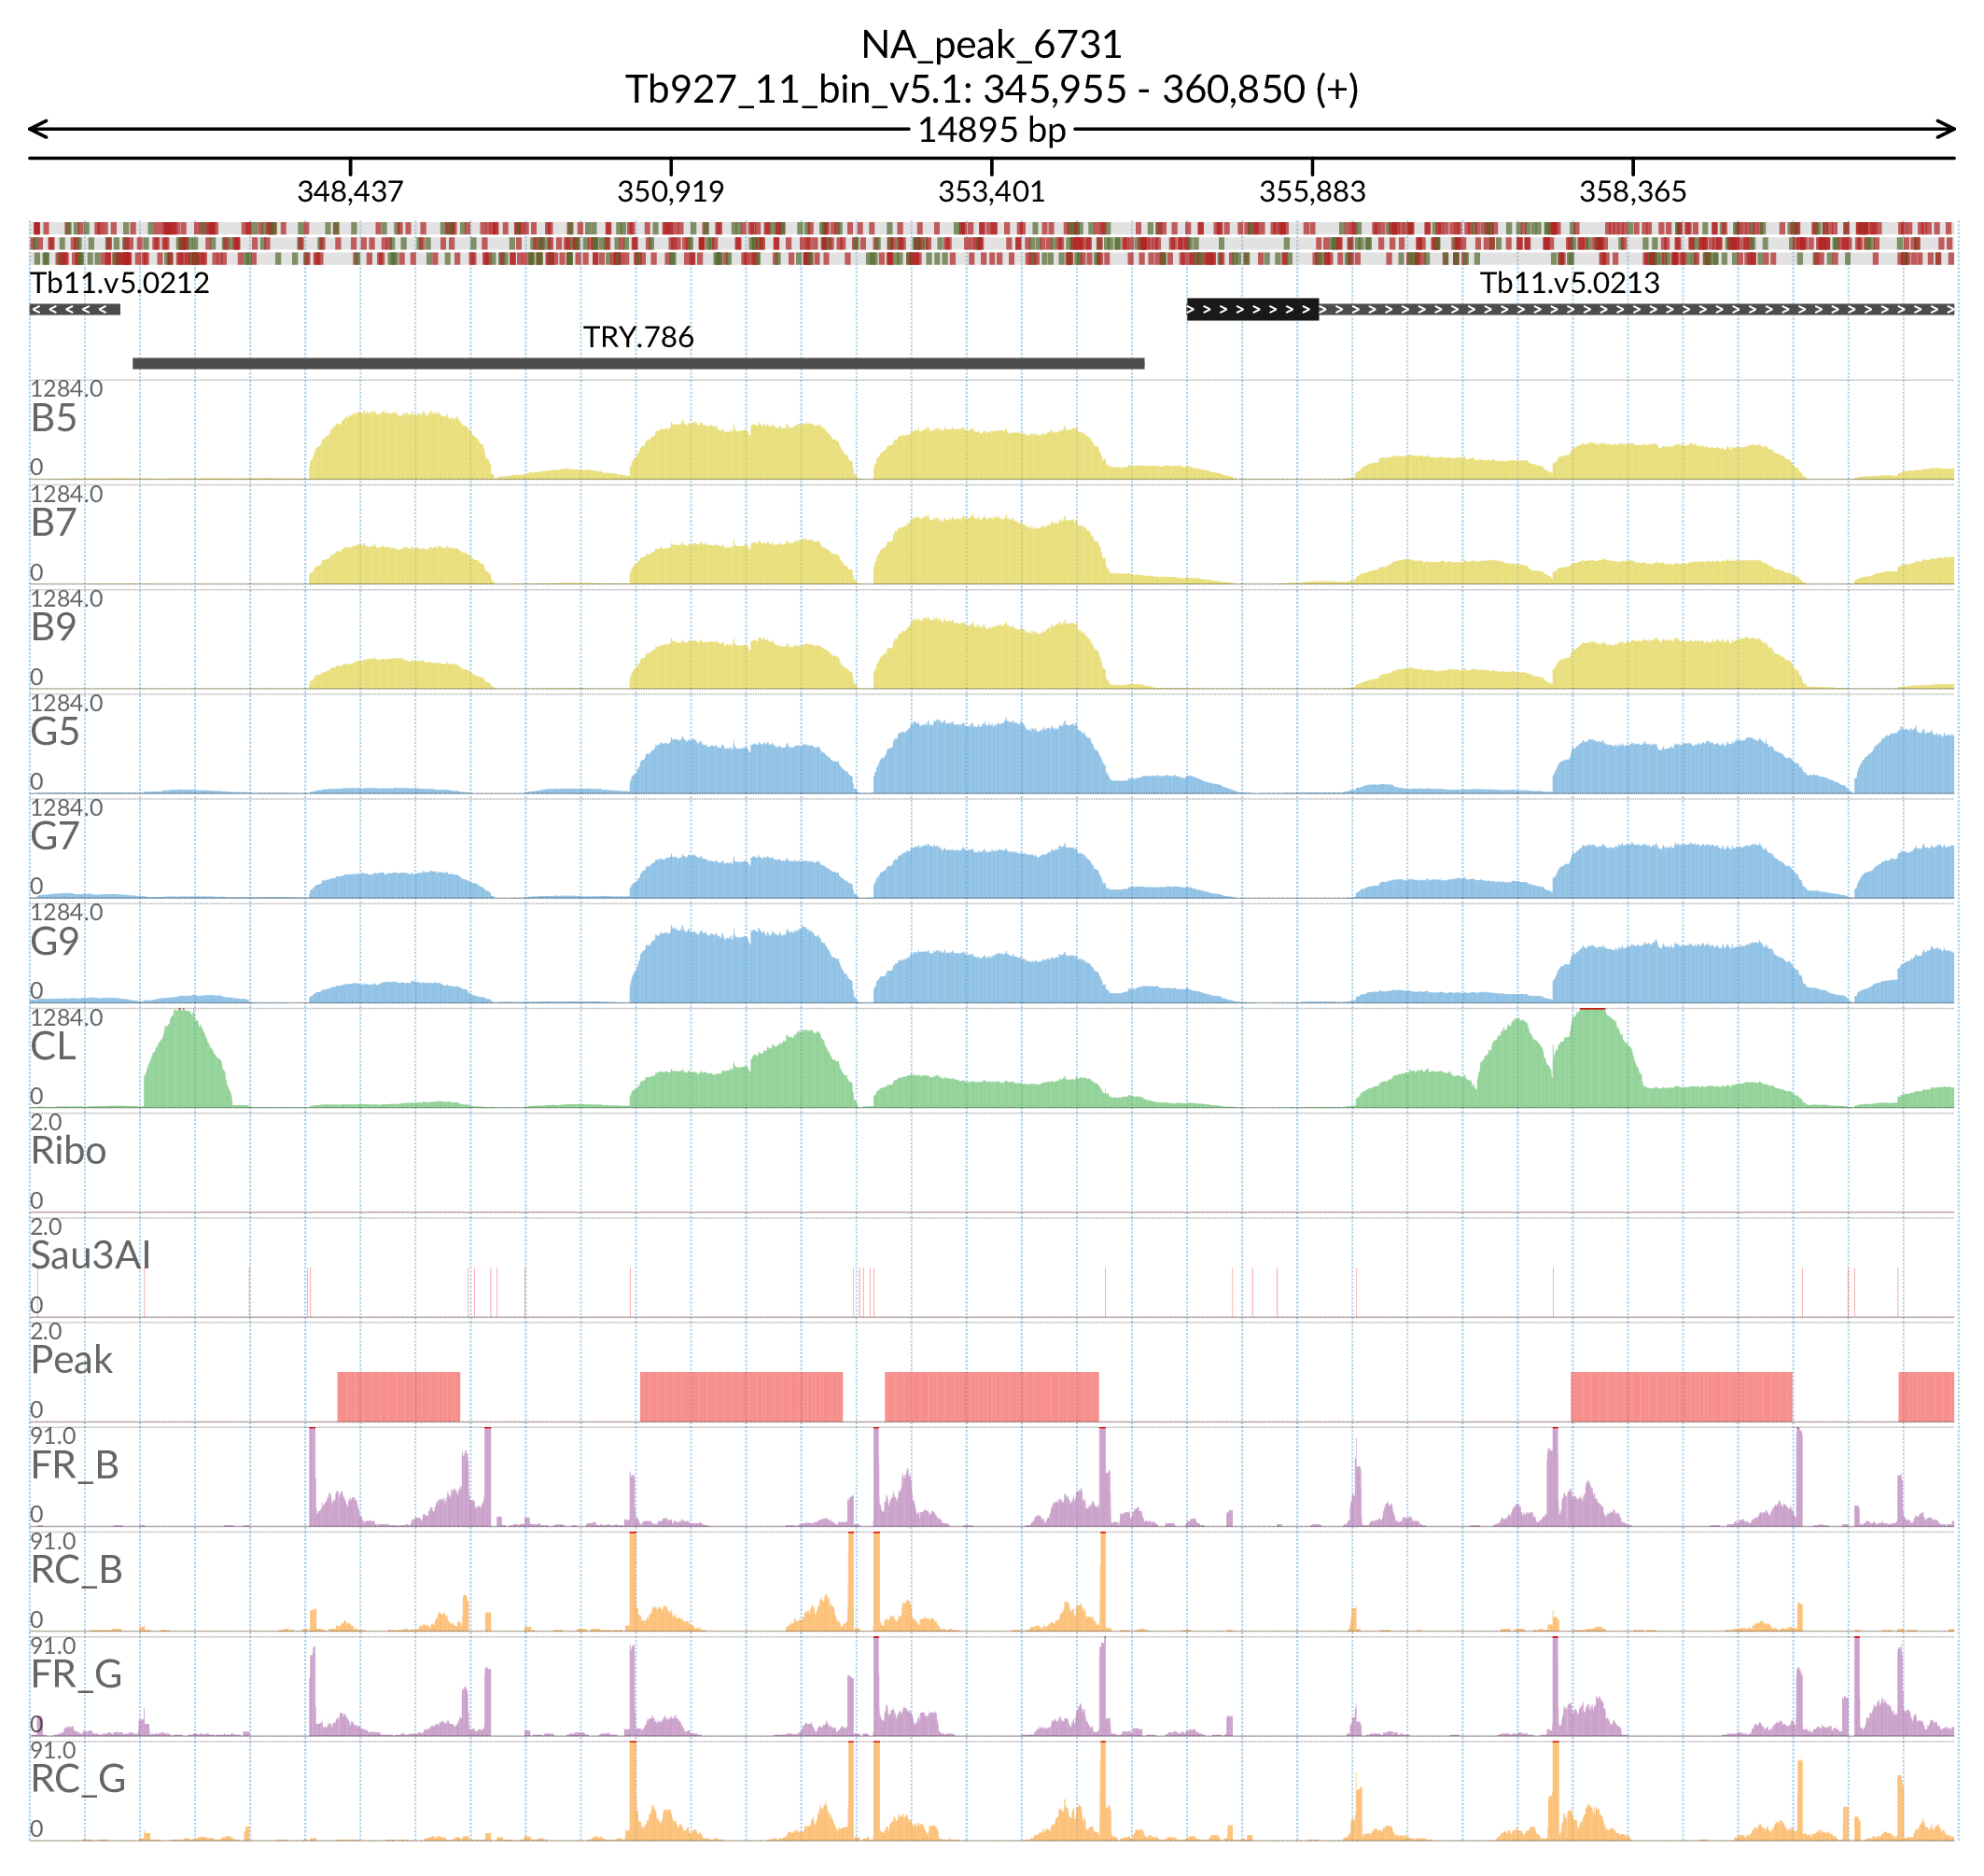 NA_peak_6731
Tb927_11_bin_v5.1: 345,955 - 360,850 (+)
14895 bp
348,437 350,919 353,401 355,883 358,365
Tb11.v5.0212 Tb11.v5.0213
TRY.786
1284.0
B5
0
1284.0
B7
0
1284.0
B9
0
1284.0
G5
0
1284.0
G7
0
1284.0
G9
0
1284.0
CL
0
2.0
Ribo
0
2.0
Sau3AI
0
2.0
Peak
0
91.0
FR_B
0
91.0
RC_B
0
91.0
FR_G
0
91.0
RC_G
0